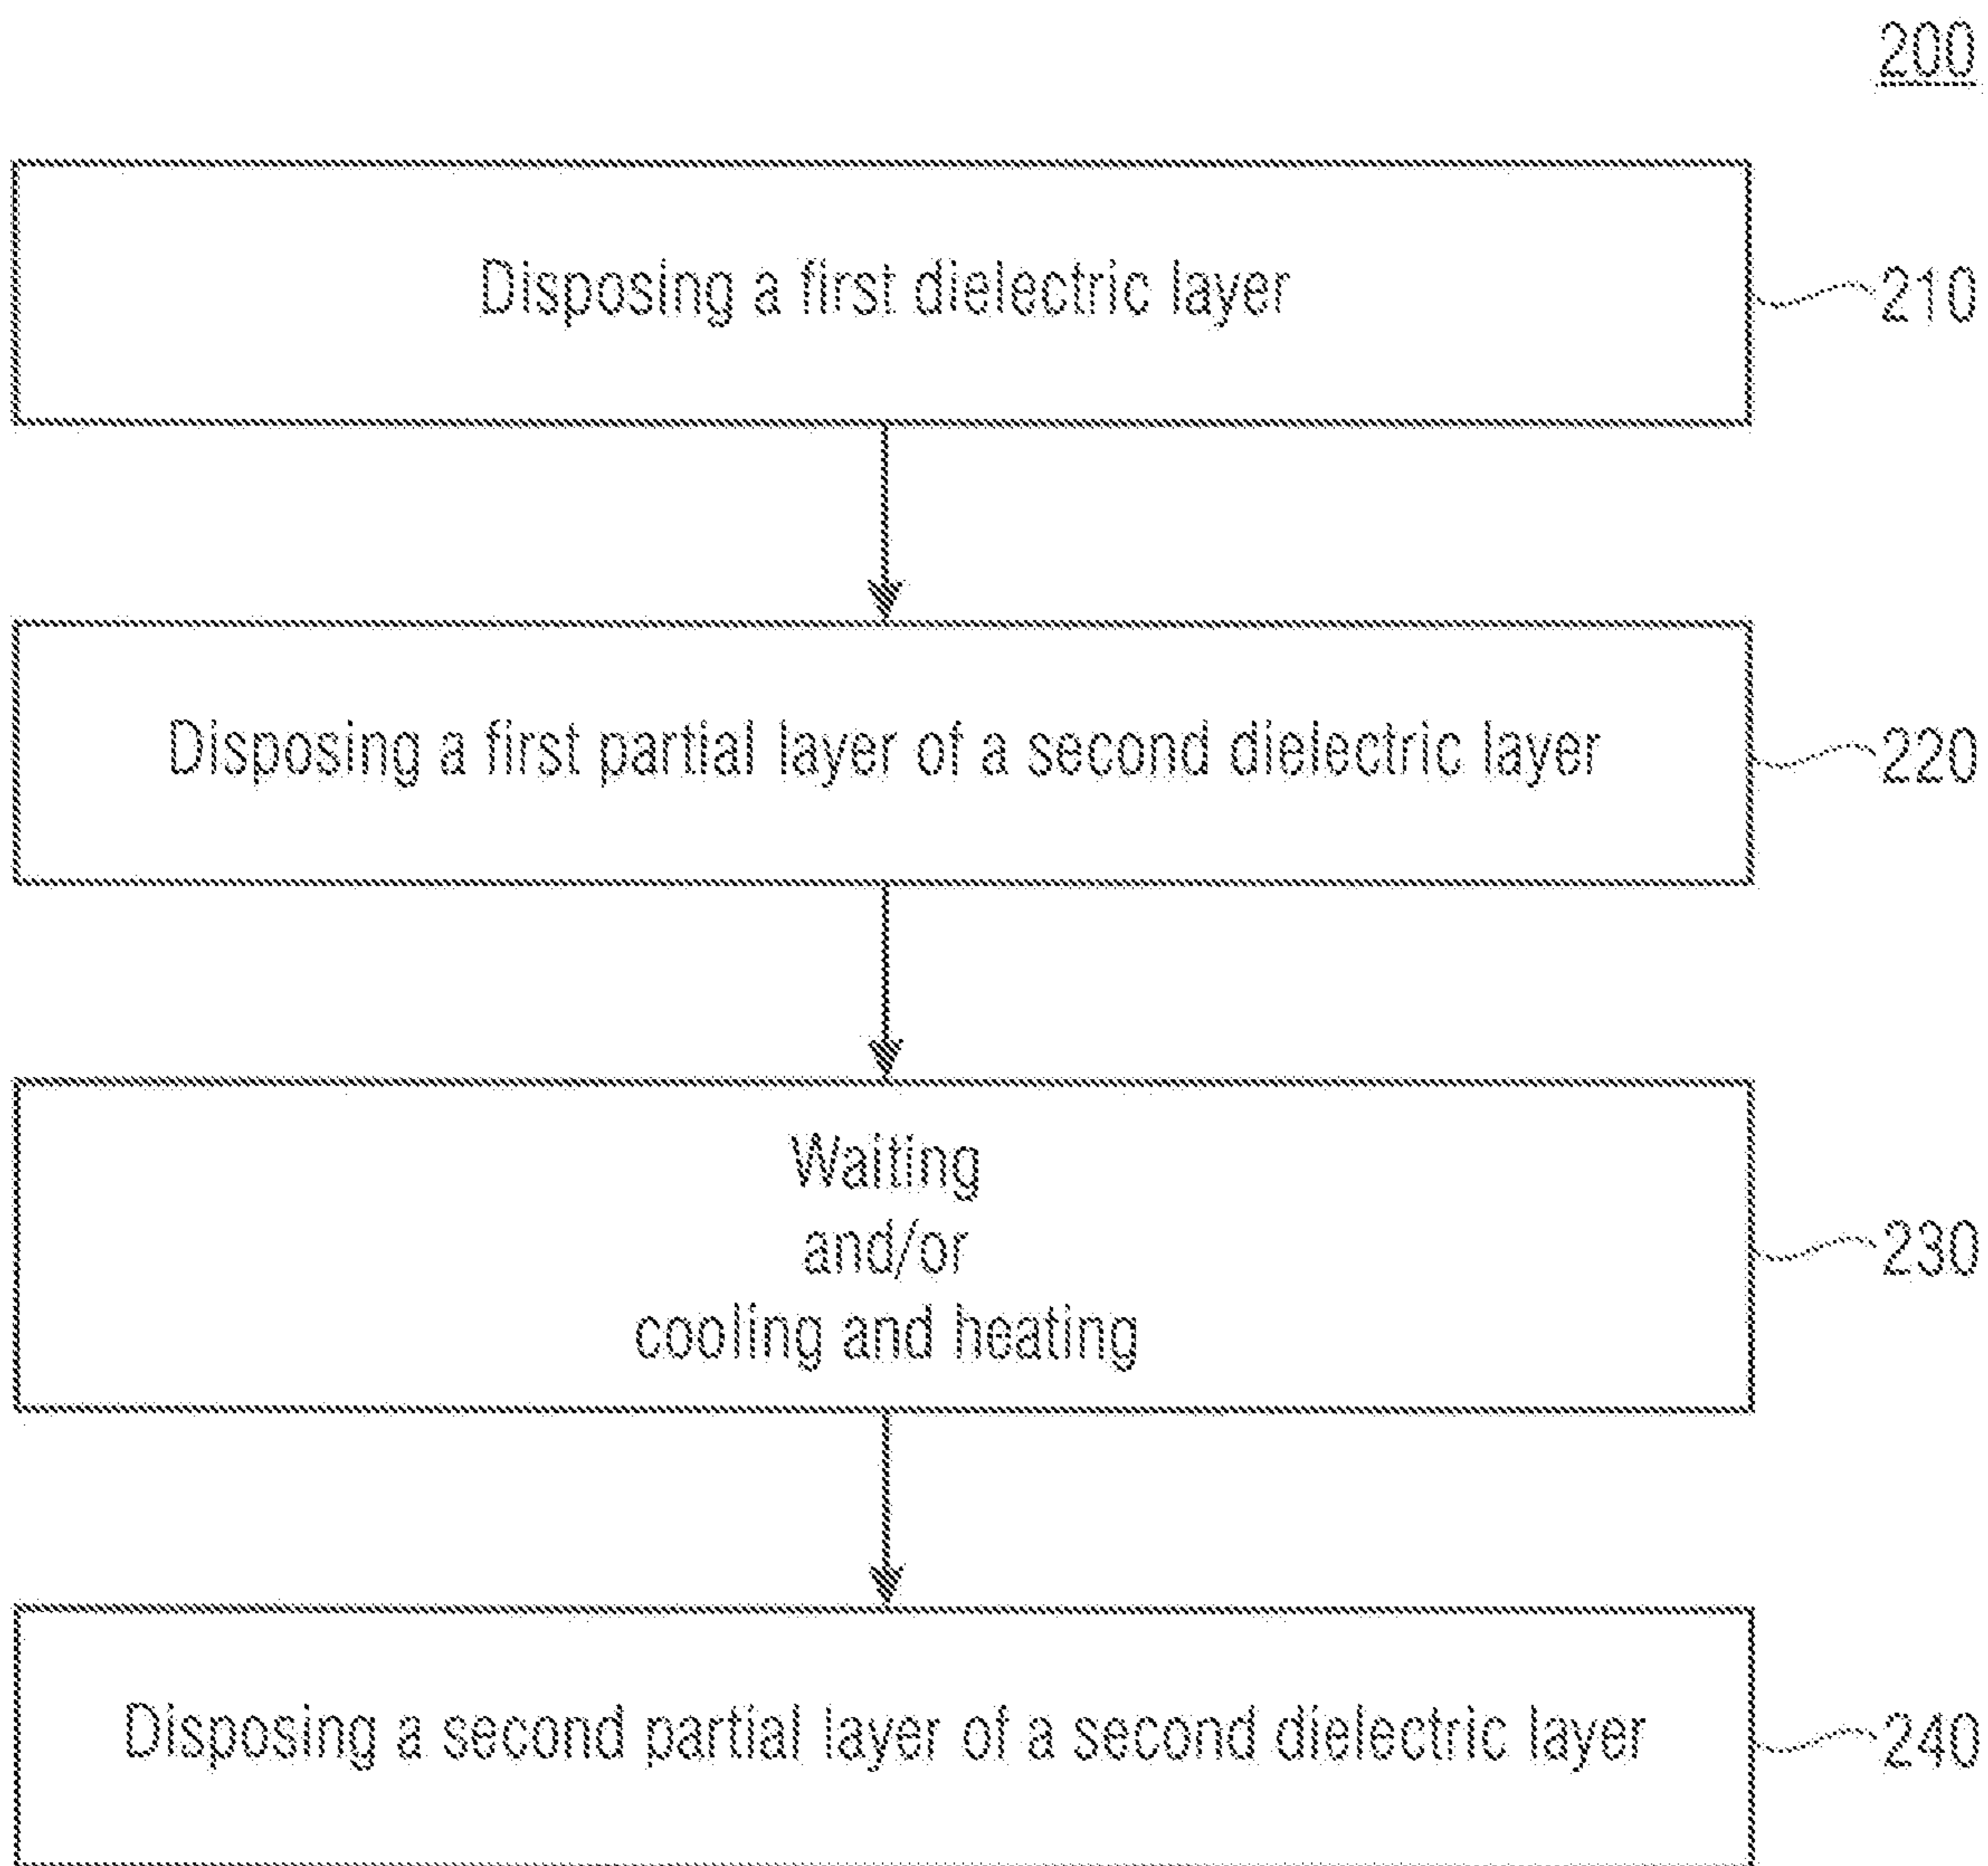 200
Disposing a first dielectric layer
210
Disposing a first partial layer of a second dielectric layer
220
Waiting
and/or
cooling and heating
230
Disposing a second partial layer of a second dielectric layer
240